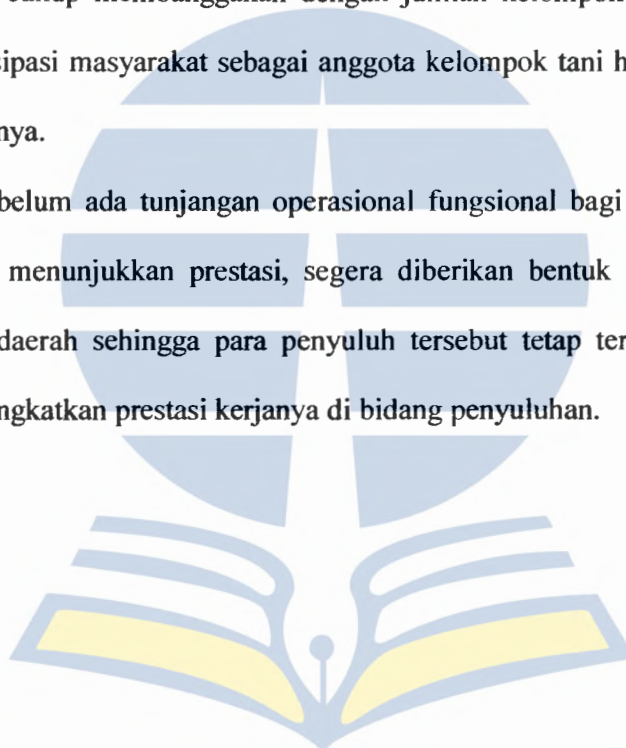 cukup membanggakan dengan jumlah kelompok
sipasi masyarakat sebagai anggota kelompok tani h
nya.
belum ada tunjangan operasional fungsional bagi
menunjukkan prestasi, segera diberikan bentuk
daerah sehingga para penyuluh tersebut tetap ter
ngkatkan prestasi kerjanya di bidang penyuluhan.